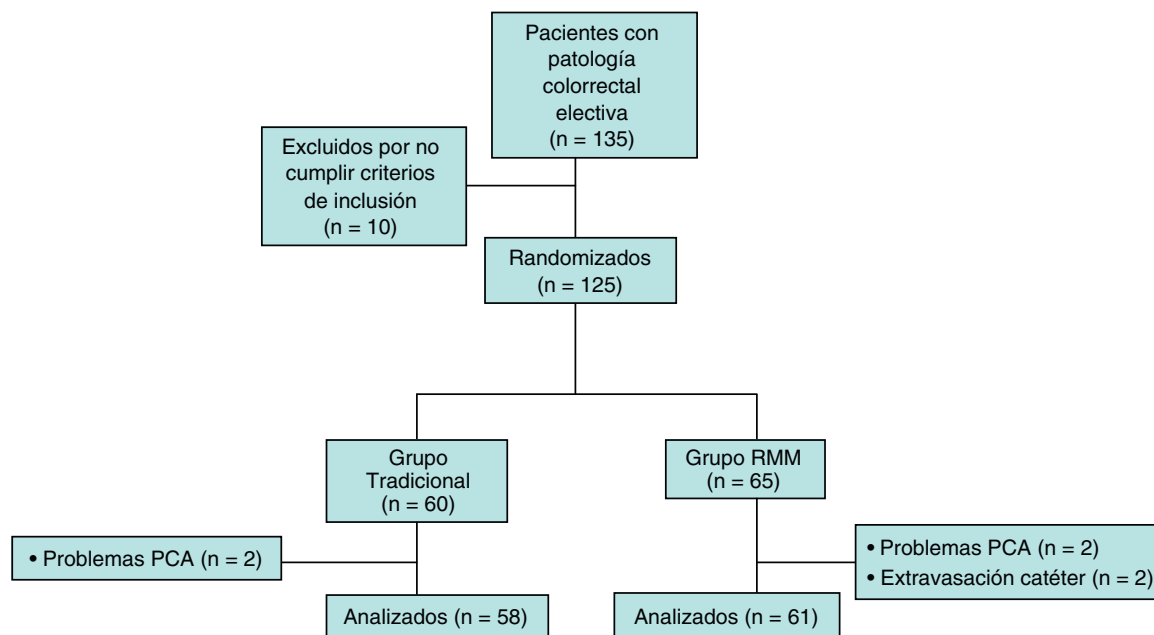 Pacientes con
patología
colorrectal
electiva
(n = 135)
Excluidos por no
cumplir criterios
de inclusión
(n = 10)
Randomizados
(n = 125)
Grupo
Tradicional
(n = 60)
Grupo RMM
(n = 65)
• Problemas PCA (n = 2)
• Problemas PCA (n = 2)
• Extravasación catéter (n = 2)
Analizados (n = 58)
Analizados (n = 61)